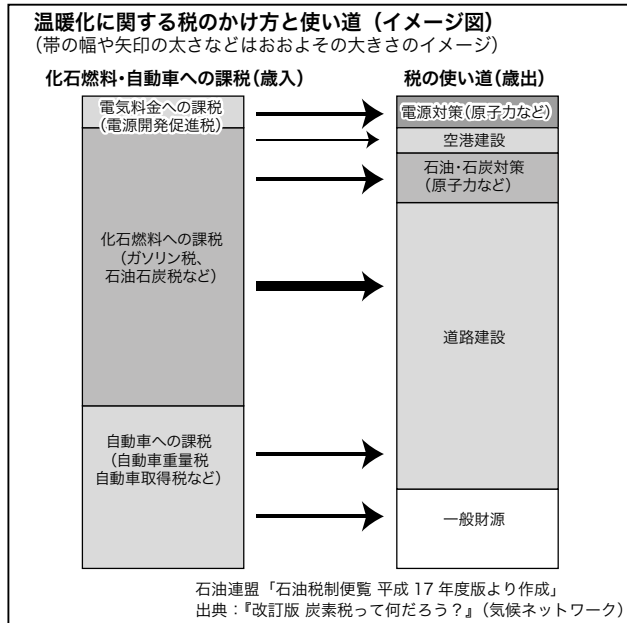 温暖化に関する税のかけ方と使い道（イメージ図）
（帯の幅や矢印の太さなどはおおよその大きさのイメージ）
化石燃料・自動車への課税（歳入）
税の使い道（歳出）
電気料金への課税
（電源開発促進税）
化石燃料への課税
（ガソリン税、
石油石炭税など）
自動車への課税
（自動車重量税
自動車取得税など）
電源対策（原子力など）
空港建設
石油・石炭対策
（原子力など）
道路建設
一般財源
石油連盟「石油税制便覧 平成 17 年度版より作成」
出典：『改訂版 炭素税って何だろう？』（気候ネットワーク）